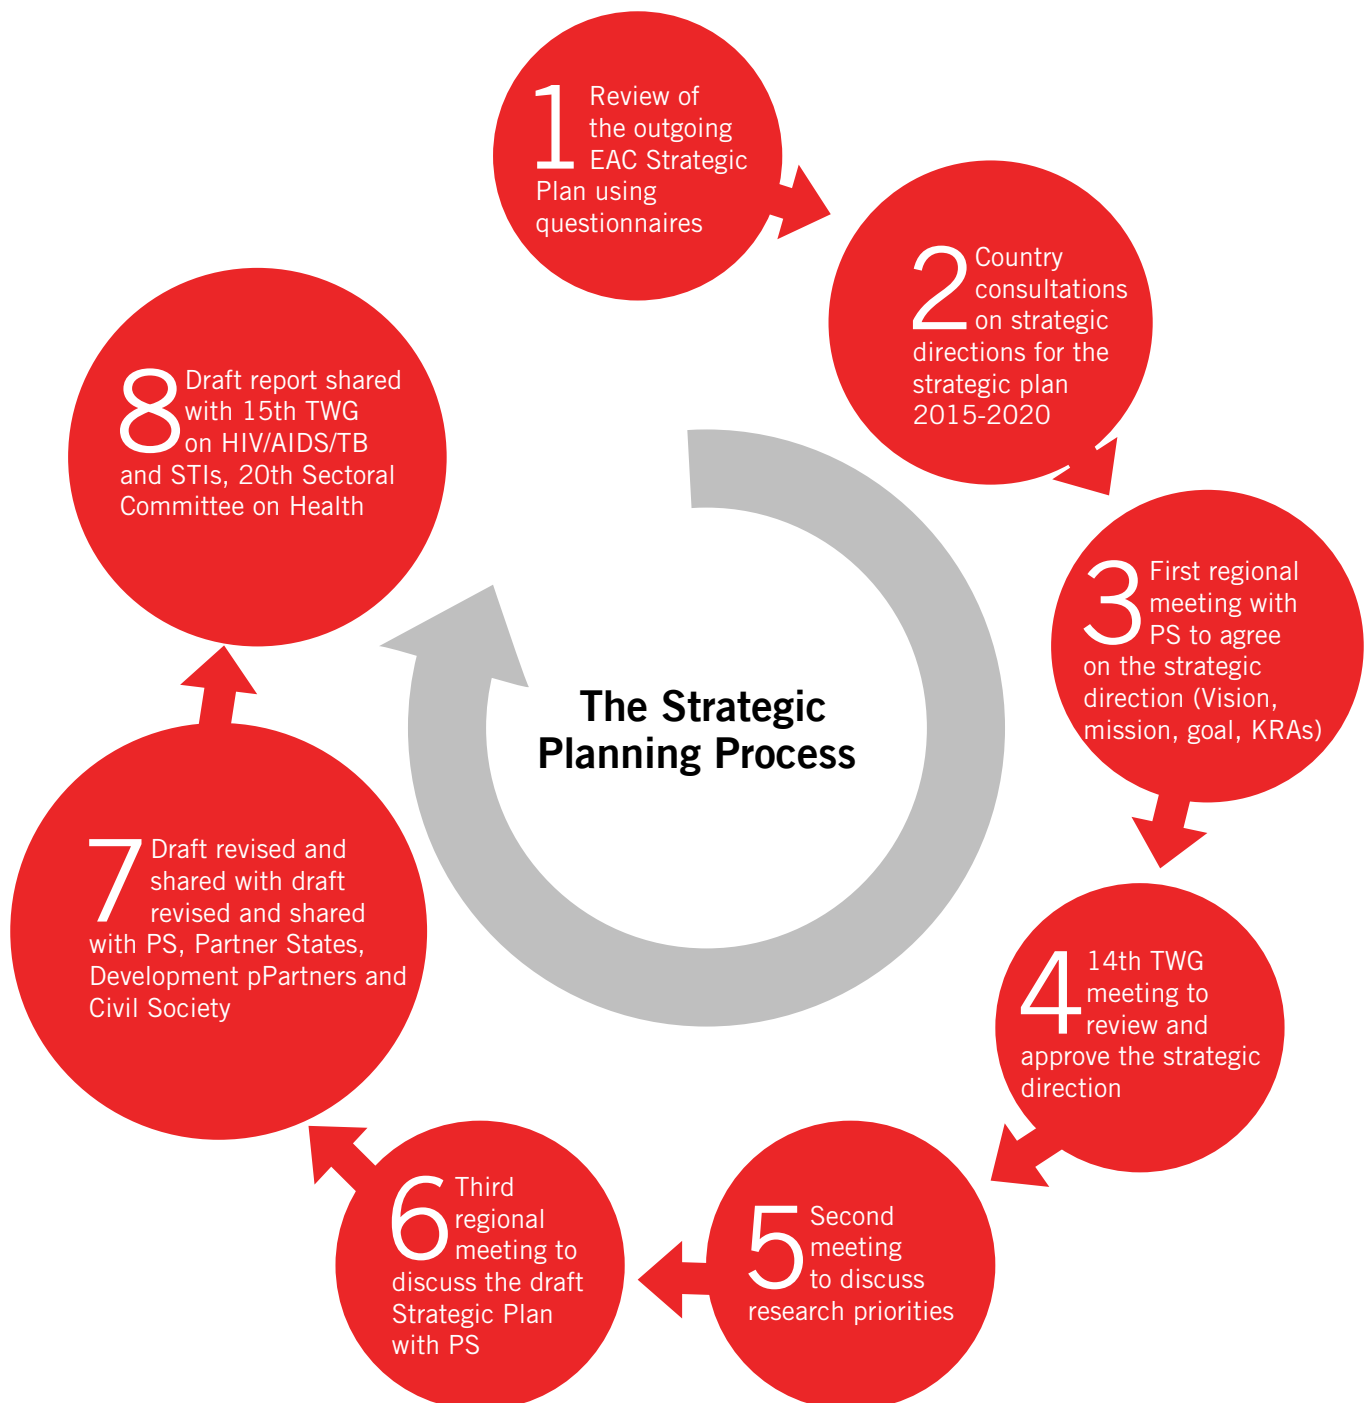 1 Review of
the outgoing
EAC Strategic
Plan using
questionnaires
2 Country
consultations
on strategic
directions for the
strategic plan
2015-2020
3 First regional
meeting with
PS to agree
on the strategic
direction (Vision,
mission, goal, KRAs)
4 14th TWG
meeting to
review and
approve the strategic
direction
5 Second
meeting
to discuss
research priorities
6 Third
regional
meeting to
discuss the draft
Strategic Plan
with PS
7 Draft revised and
shared with draft
revised and shared
with PS, Partner States,
Development pPartners and
Civil Society
8 Draft report shared
with 15th TWG
on HIV/AIDS/TB
and STIs, 20th Sectoral
Committee on Health
The Strategic
Planning Process